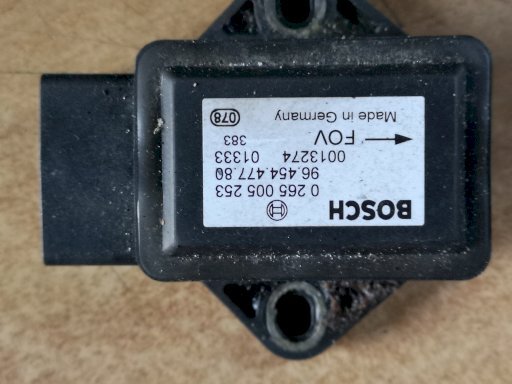 BOSCH
0 265 005 253
96.454.477.80
0013274 01333
FOV 383
Made in Germany 078